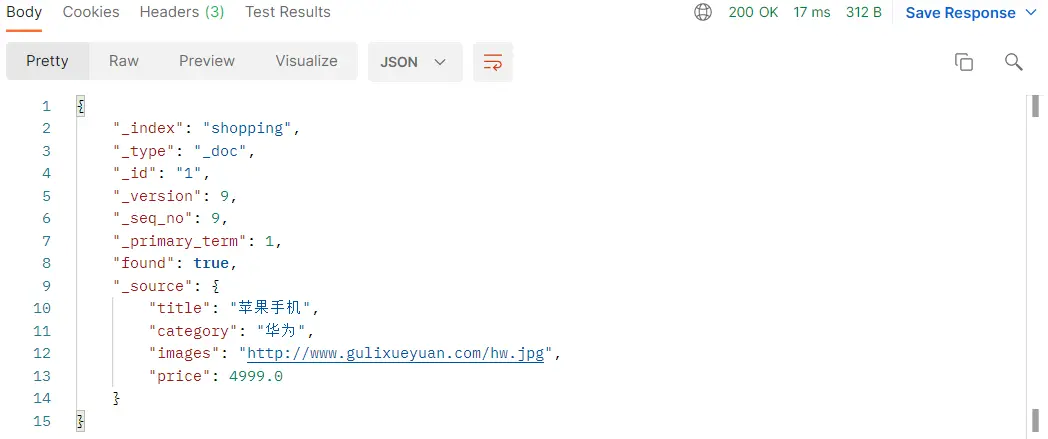 Body Cookies Headers (3) Test Results 200 OK 17 ms 312 B Save Response
Pretty Raw Preview Visualize JSON
1 {
2 "_index": "shopping",
3 "_type": "_doc",
4 "_id": "1",
5 "_version": 9,
6 "_seq_no": 9,
7 "_primary_term": 1,
8 "found": true,
9 "_source": {
10 "title": "苹果手机",
11 "category": "华为",
12 "images": "http://www.gulixueyuan.com/hw.jpg",
13 "price": 4999.0
14 }
15 }